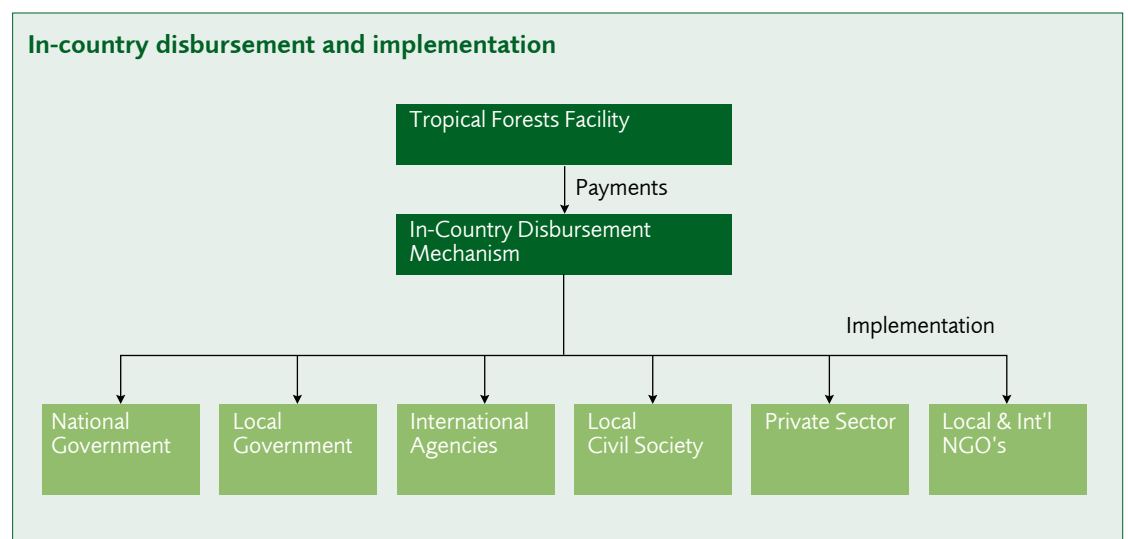 In-country disbursement and implementation
Tropical Forests Facility
Payments
In-Country Disbursement
Mechanism
Implementation
National
Government
Local
Government
International
Agencies
Local
Civil Society
Private Sector
Local & Int'l
NGO's